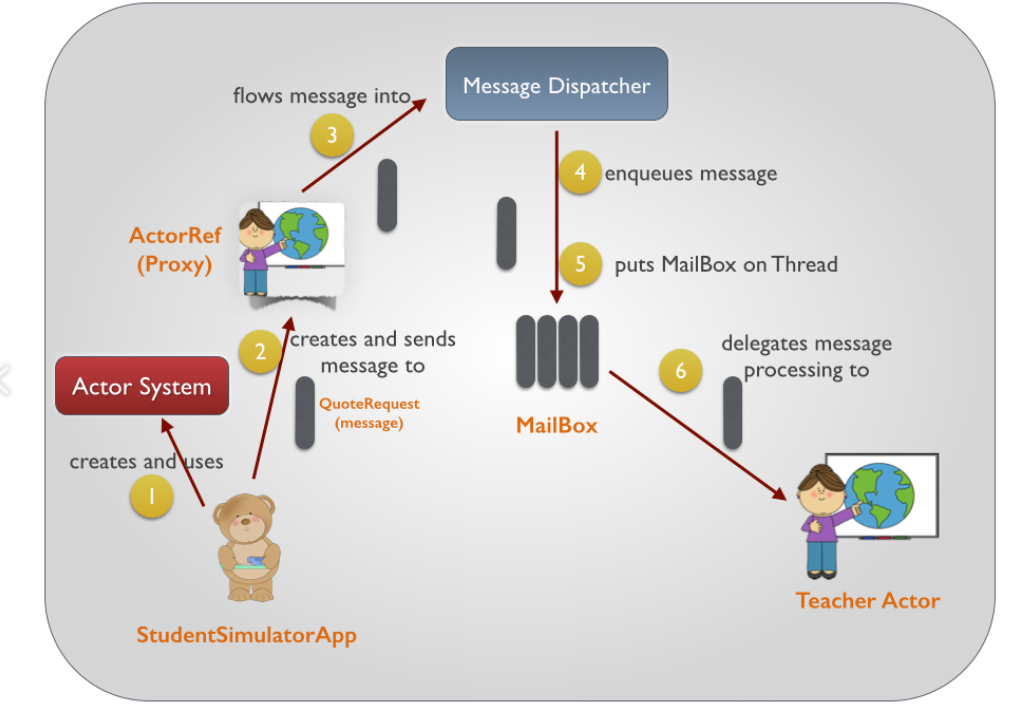 Message Dispatcher
flows message into
3
4
enqueues message
ActorRef
(Proxy)
5
puts MailBox on Thread
2
creates and sends
message to
QuoteRequest
(message)
Actor System
6
delegates message
processing to
MailBox
creates and uses
1
Teacher Actor
StudentSimulatorApp